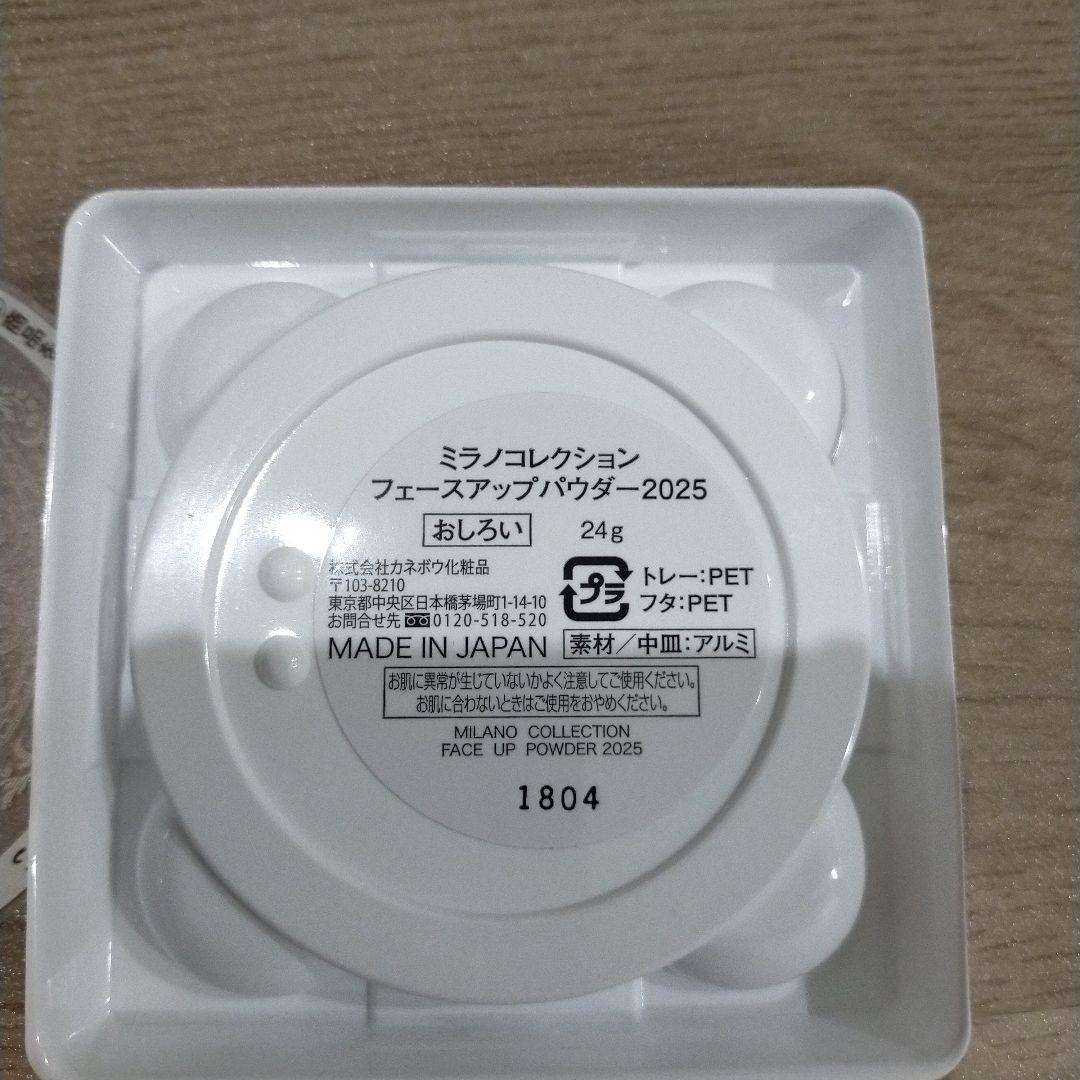 ミラノコレクション
フェースアップパウダー2025
おしろい 24g
株式会社カネボウ化粧品
〒103-8210
東京都中央区日本橋茅場町1-14-10
お問合せ先 0120-518-520
MADE IN JAPAN
プラ
トレー:PET
フタ:PET
素材/中皿:アルミ
お肌に異常が生じていないかよく注意してご使用ください。
お肌に合わないときはご使用をおやめください。
MILANO COLLECTION
FACE UP POWDER 2025
1804